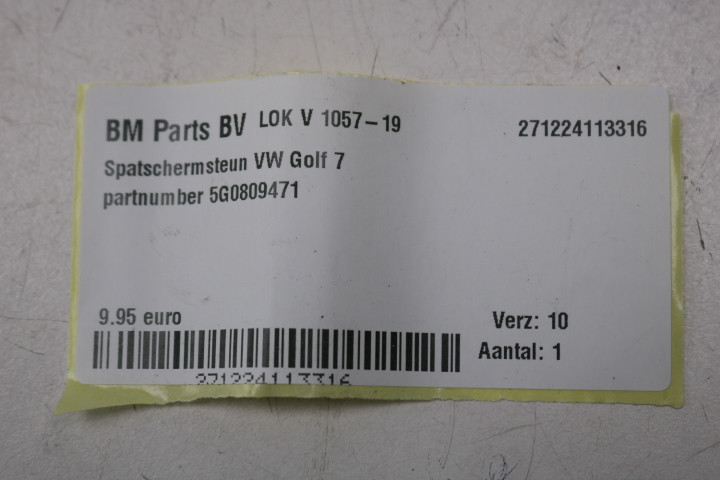 BM Parts BV LOK V 1057-19 271224113316
Spatschermsteun VW Golf 7
partnumber 5G0809471
9.95 euro Verz: 10
Aantal: 1
271224113316